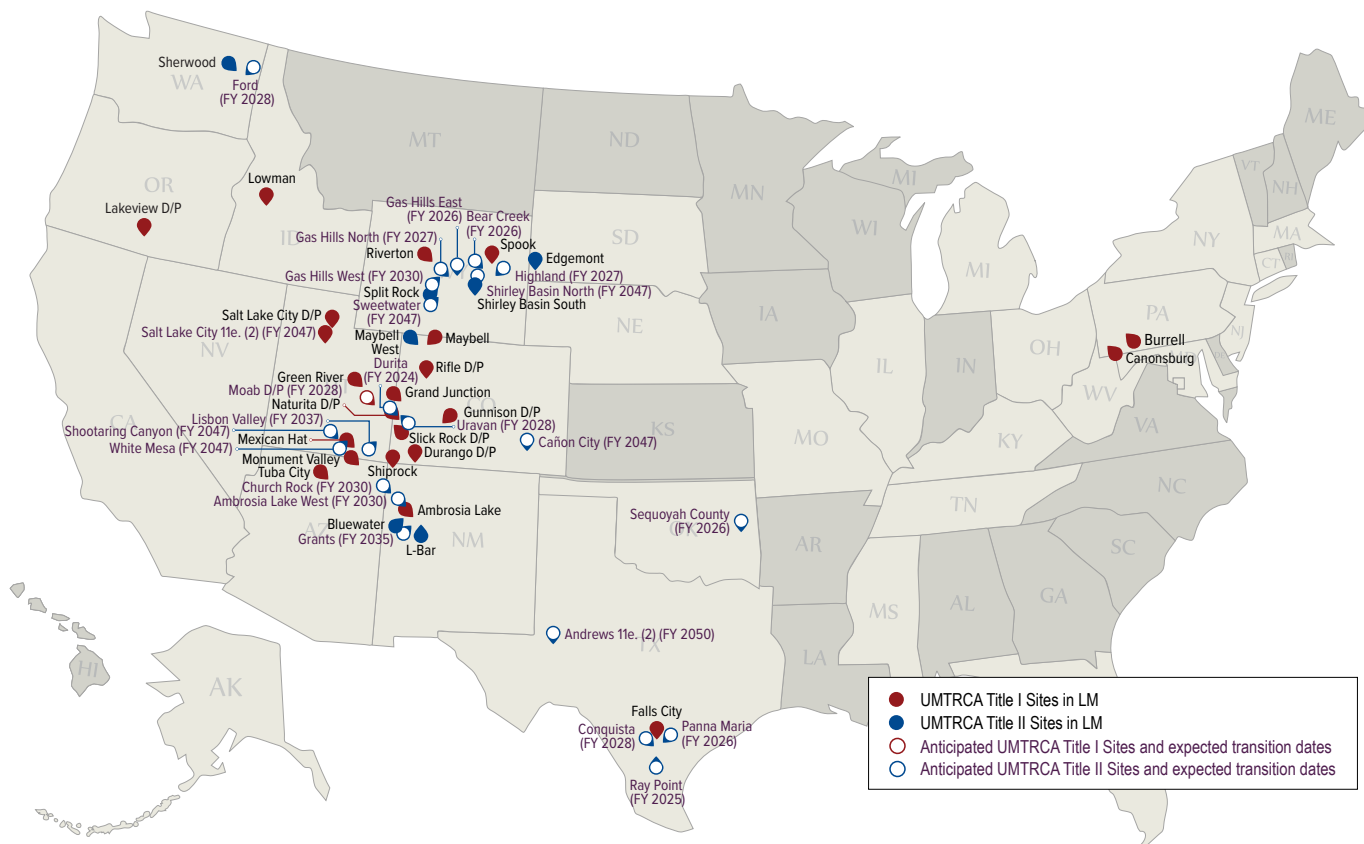 Sherwood
WA
Ford
(FY 2028)
MT
ND
ME
VT
NH
MN
MI
OR
Lowman
Lakeview D/P
ID
WI
NY
MA
CT
RI
Gas Hills East
(FY 2026)
Bear Creek
(FY 2026)
Gas Hills North (FY 2027)
Spook
SD
Riverton
Edgemont
MI
Gas Hills West (FY 2030)
Highland (FY 2027)
Split Rock
Shirley Basin North (FY 2047)
Shirley Basin South
Sweetwater
(FY 2047)
IA
PA
Salt Lake City D/P
Salt Lake City 11e. (2) (FY 2047)
NE
NV
Maybell
West
Maybell
IL
IN
OH
NJ
Burrell
Canonsburg
Durita
(FY 2024)
Rifle D/P
Green River
Moab D/P (FY 2028)
Grand Junction
CO
Naturita D/P
Gunnison D/P
WV
Lisbon Valley (FY 2037)
Uravan (FY 2028)
CA
KS
MO
VA
Shootaring Canyon (FY 2047)
Mexican Hat
Slick Rock D/P
Cañon City (FY 2047)
KY
White Mesa (FY 2047)
Durango D/P
Monument Valley
Shiprock
Tuba City
NC
Church Rock (FY 2030)
TN
Ambrosia Lake West (FY 2030)
Ambrosia Lake
Sequoyah County
(FY 2026)
OK
Bluewater
AZ
Grants (FY 2035)
NM
L-Bar
AR
SC
MS
AL
GA
Andrews 11e. (2) (FY 2050)
TX
LA
HI
AK
Falls City
Conquista
(FY 2028)
Panna Maria
(FY 2026)
Ray Point
(FY 2025)
UMTRCA Title I Sites in LM
UMTRCA Title II Sites in LM
Anticipated UMTRCA Title I Sites and expected transition dates
Anticipated UMTRCA Title II Sites and expected transition dates